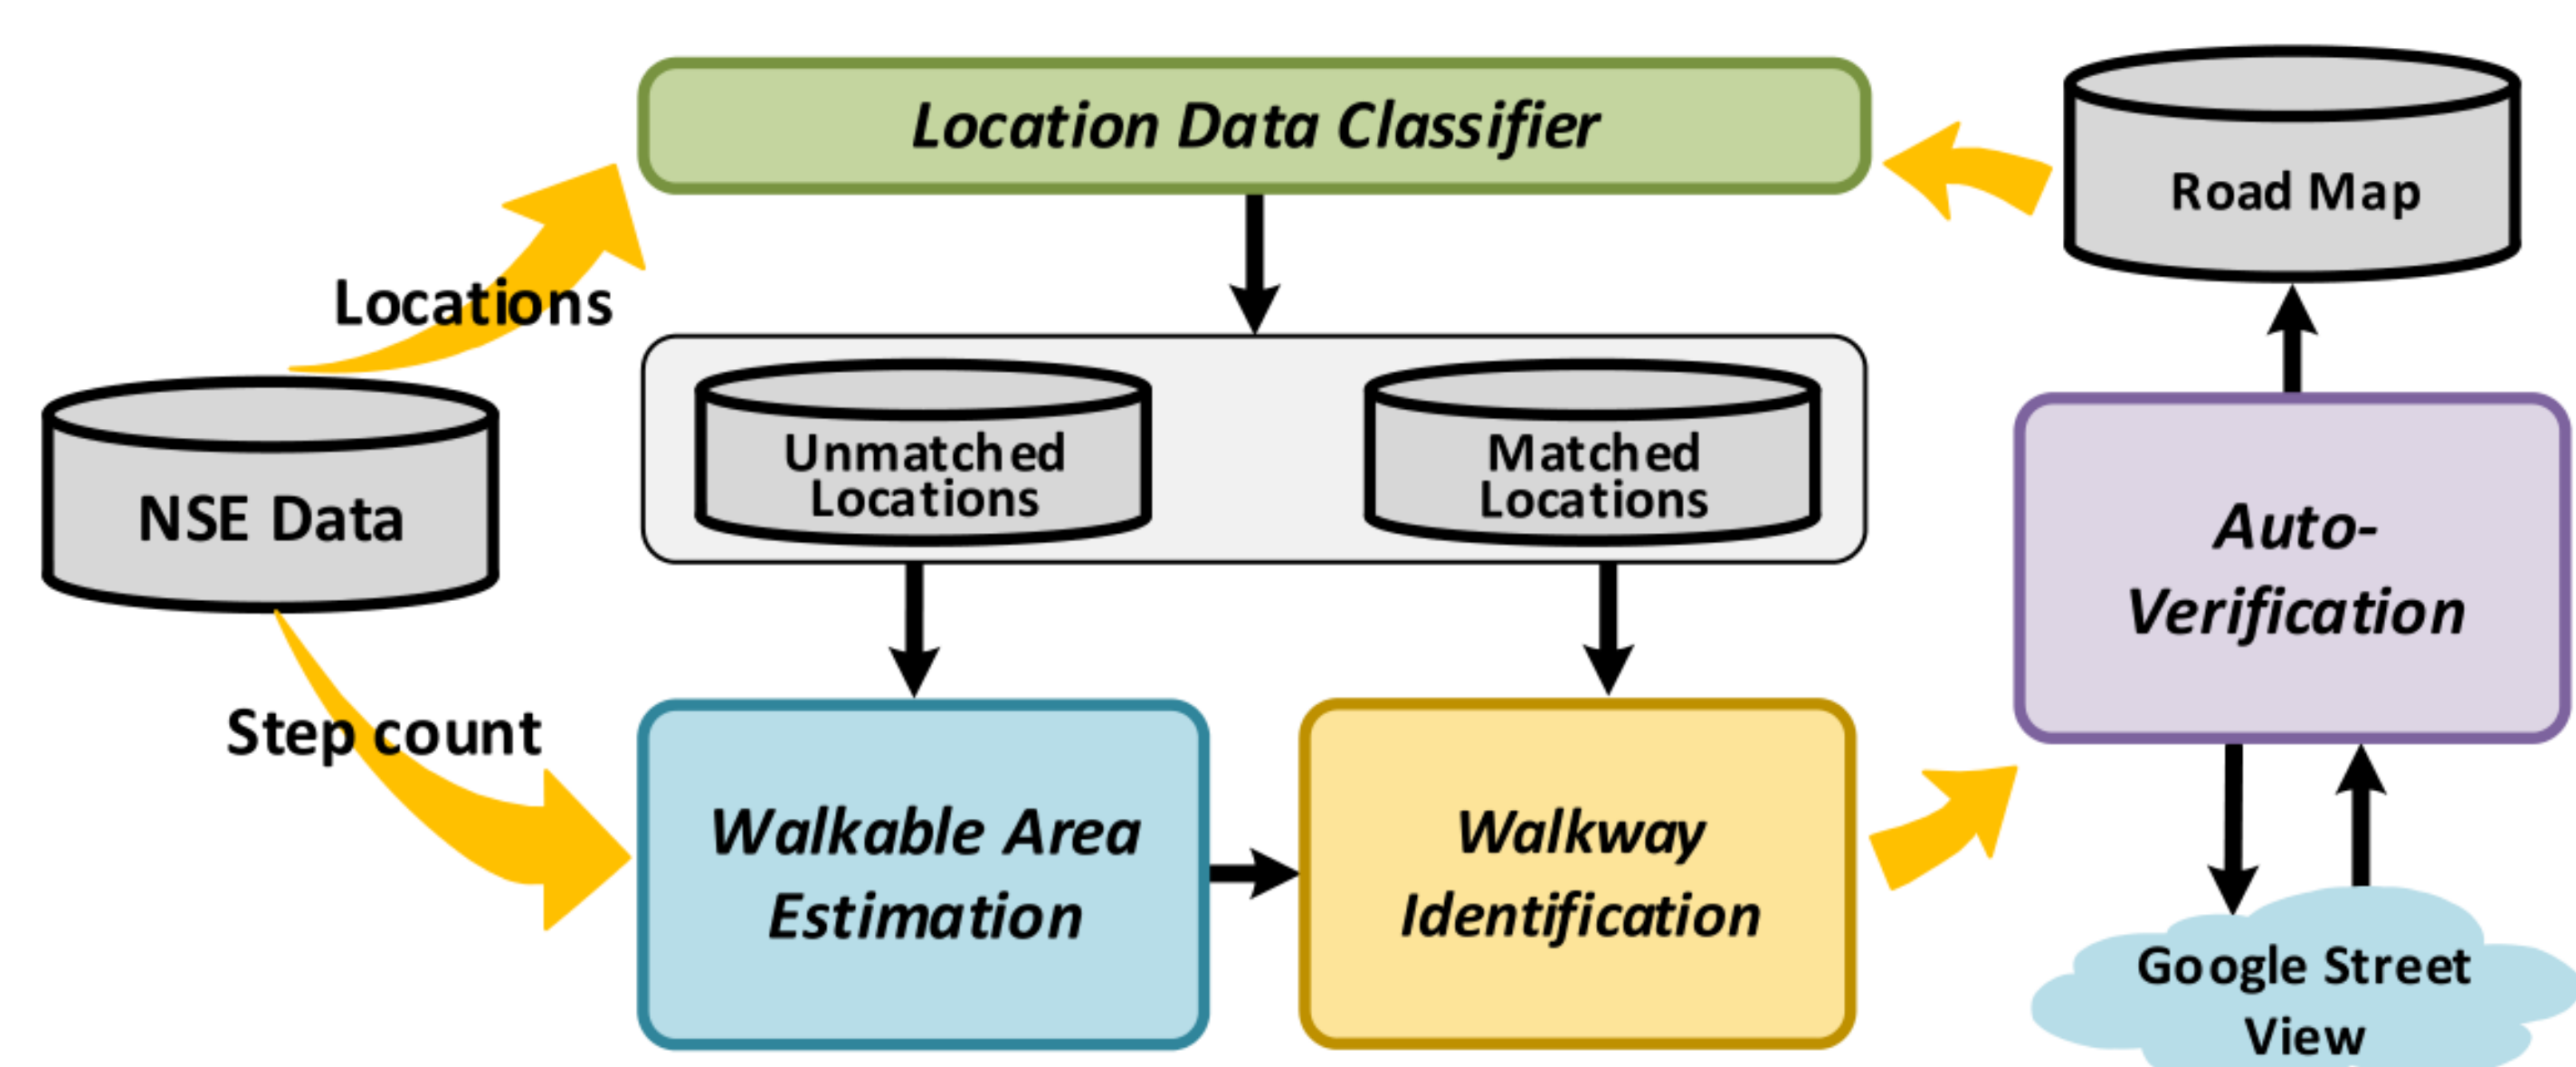 Location Data Classifier
Road Map
Locations
Unmatched
Locations
Matched
Locations
NSE Data
Auto-
Verification
Step count
Walkable Area
Estimation
Walkway
Identification
Google Street
View